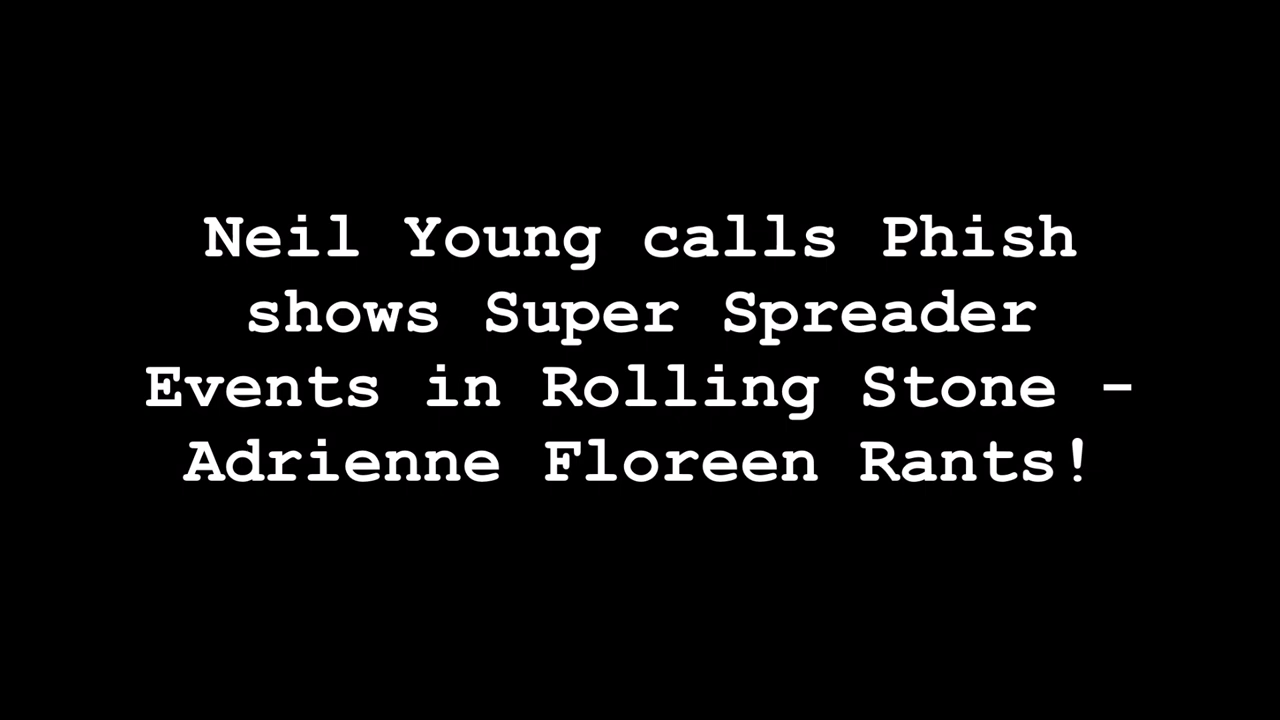 Neil Young calls Phish
shows Super Spreader
Events in Rolling Stone -
Adrienne Floreen Rants!